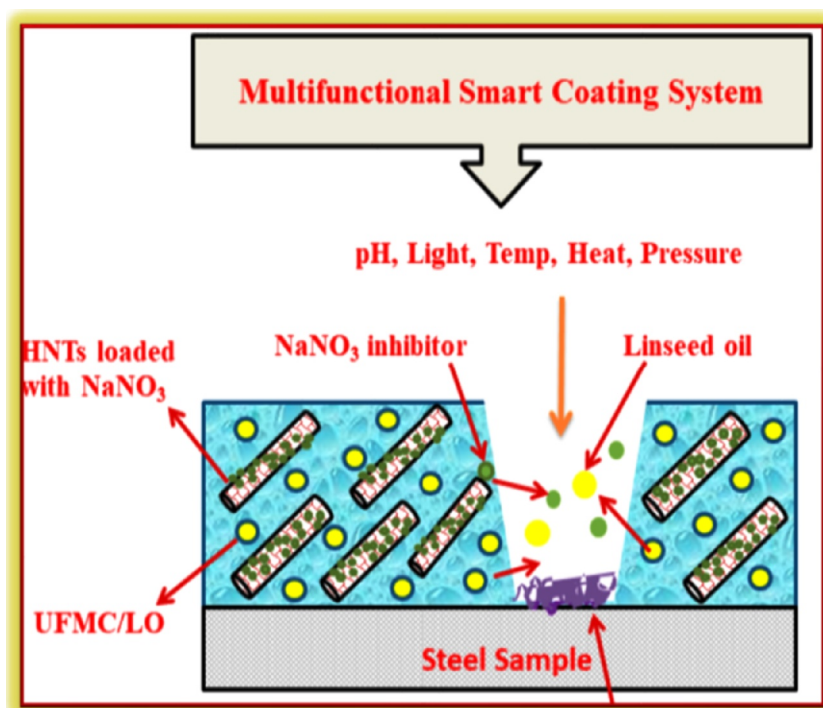 Multifunctional Smart Coating System
pH, Light, Temp, Heat, Pressure
HNTs loaded
with NaNO₃
NaNO₃ inhibitor
Linseed oil
UFMC/LO
Steel Sample